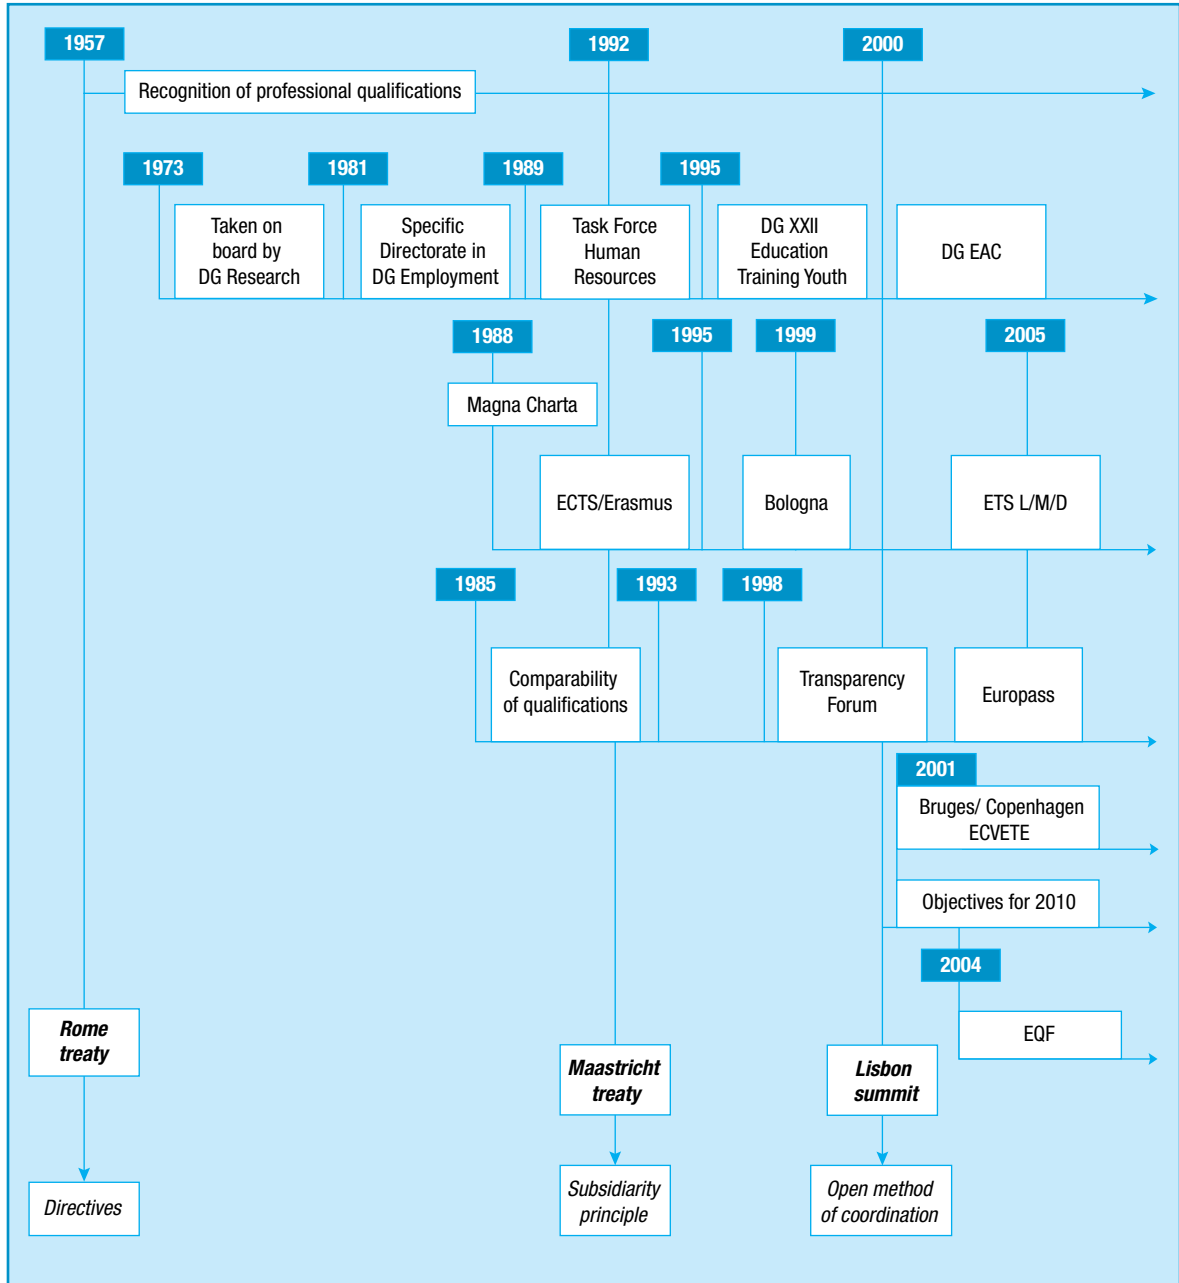 1957
1992
2000
Recognition of professional qualifications
1973
1981
1989
1995
Taken on
board by
DG Research
Specific
Directorate in
DG Employment
Task Force
Human
Resources
DG XXII
Education
Training Youth
DG EAC
1988
1995
1999
2005
Magna Charta
ECTS/Erasmus
Bologna
ETS L/M/D
1985
1993
1998
Comparability
of qualifications
Transparency
Forum
Europass
2001
Bruges/ Copenhagen
ECVETE
Objectives for 2010
2004
EQF
Rome
treaty
Maastricht
treaty
Lisbon
summit
Directives
Subsidiarity
principle
Open method
of coordination